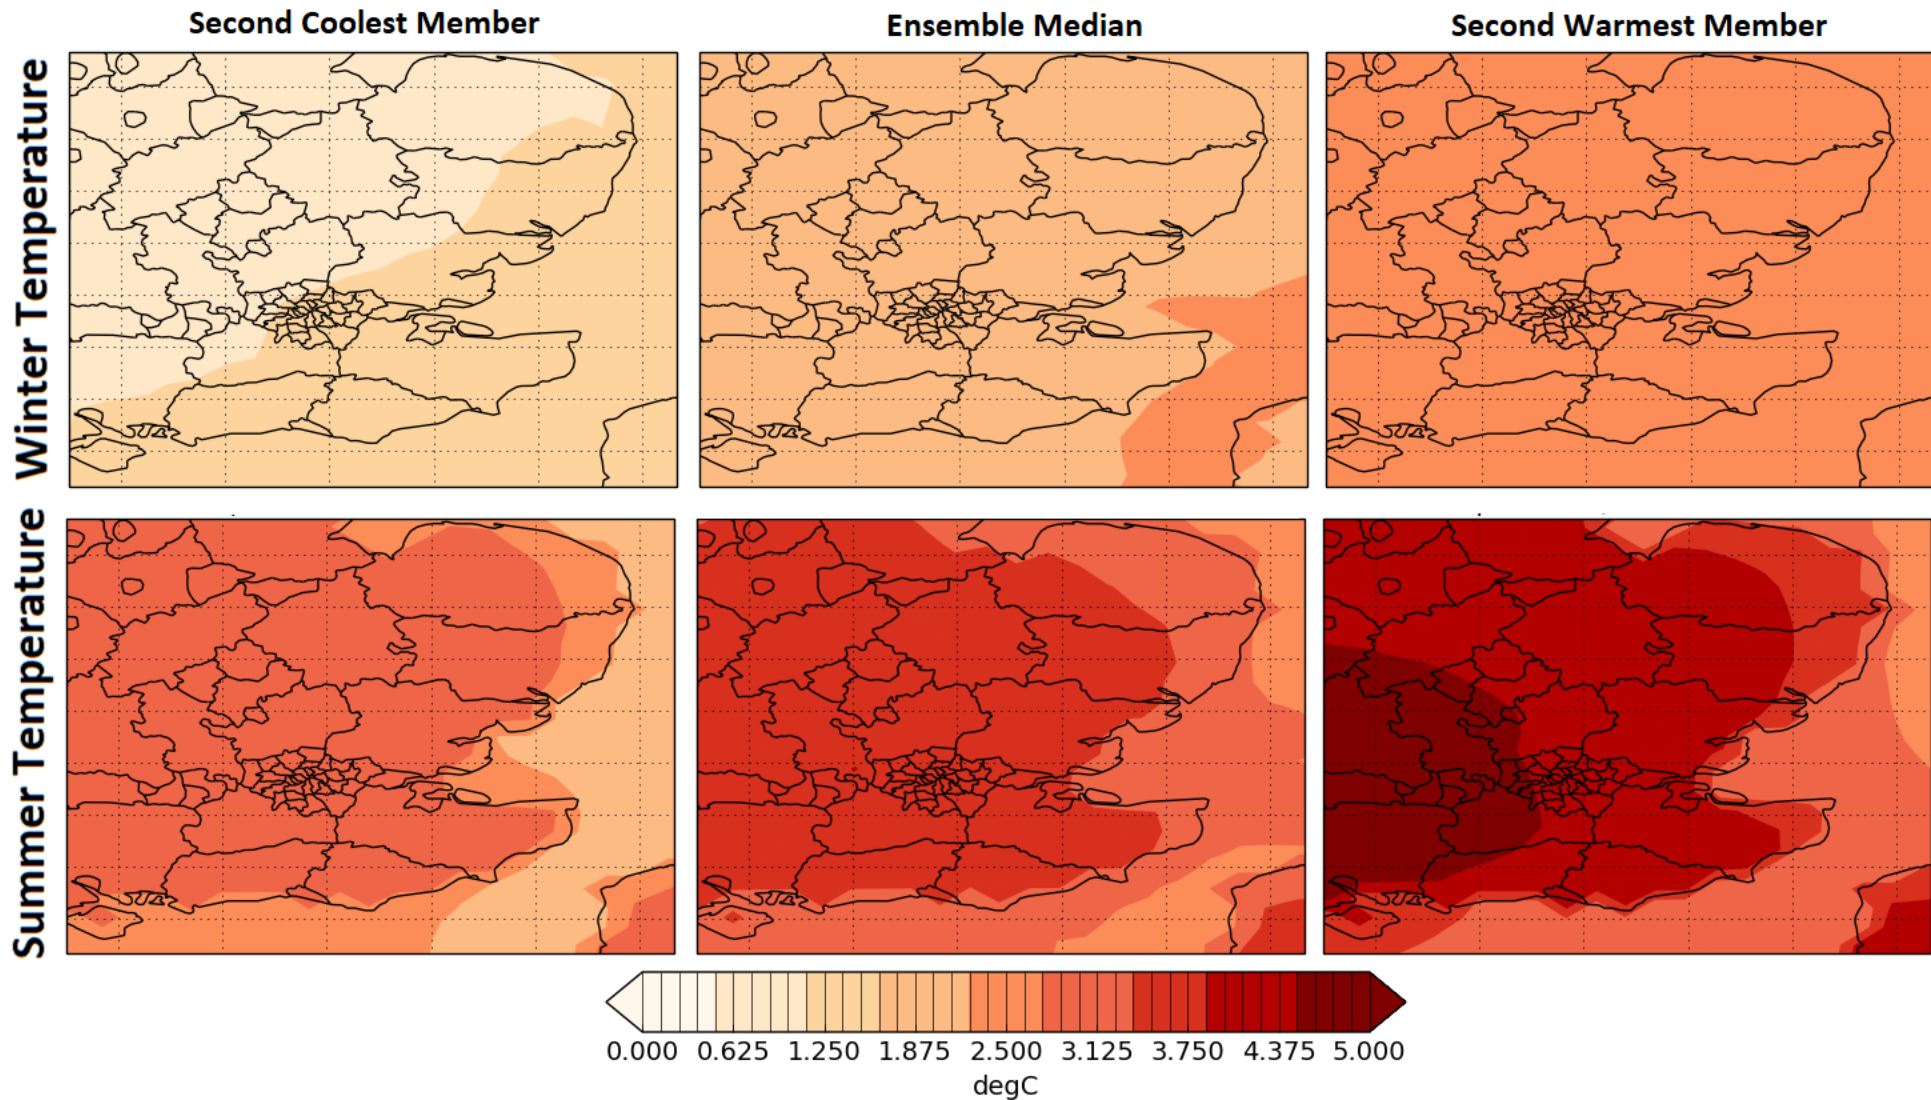 Second Coolest Member
Ensemble Median
Second Warmest Member
Winter Temperature
Summer Temperature
0.000 0.625 1.250 1.875 2.500 3.125 3.750 4.375 5.000
degC